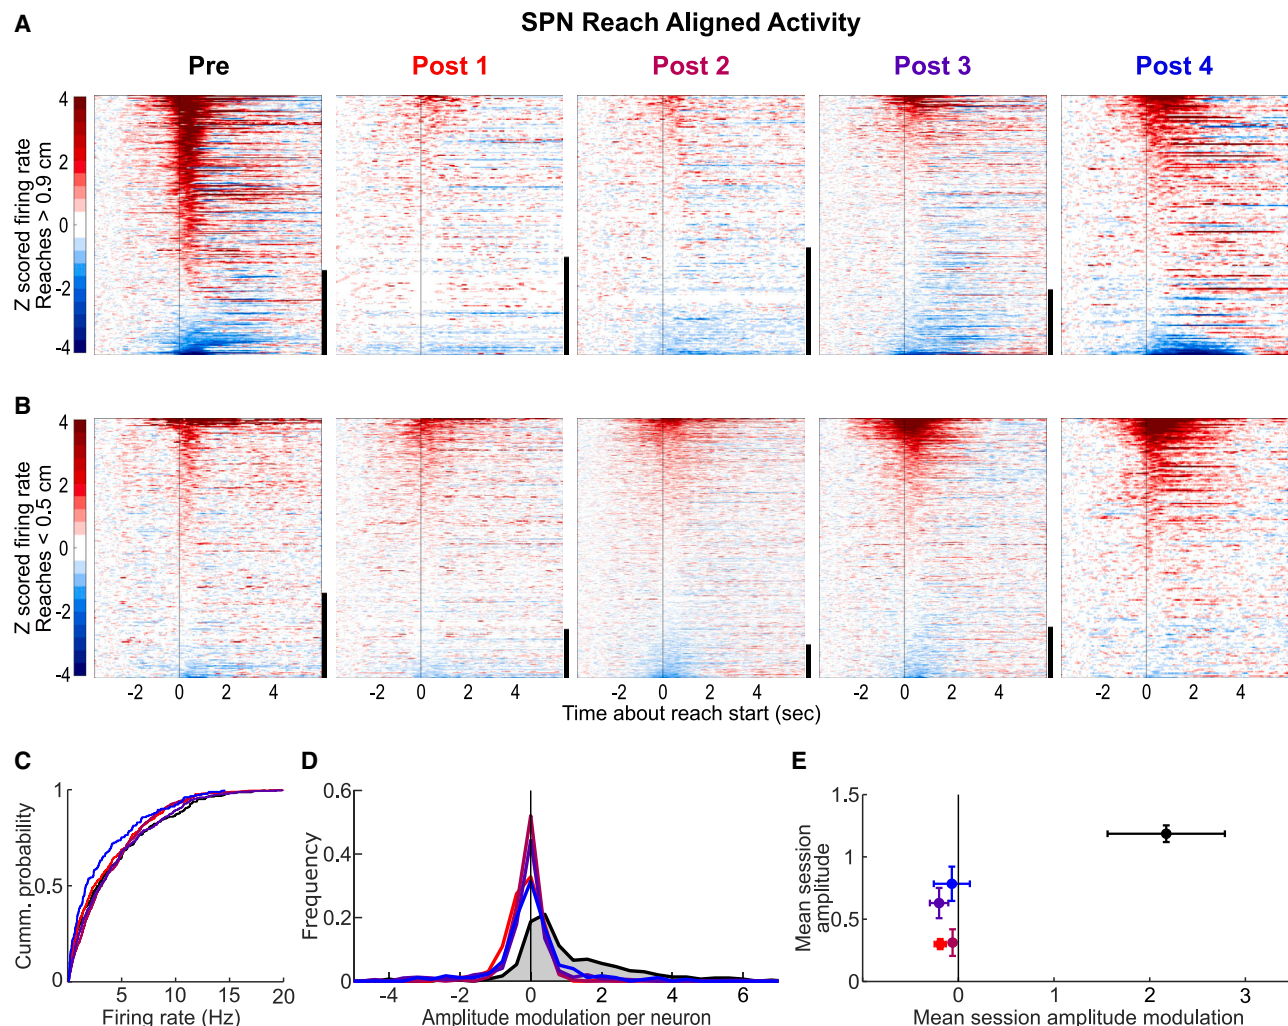 A
SPN Reach Aligned Activity
Pre
Post 1
Post 2
Post 3
Post 4
Z scored firing rate
Reaches > 0.9 cm
4
2
0
-2
-4
B
Z scored firing rate
Reaches < 0.5 cm
4
2
0
-2
-4
-2 0 2 4
-2 0 2 4
-2 0 2 4
-2 0 2 4
-2 0 2 4
Time about reach start (sec)
C
Cumm. probability
1
0.5
5 10 15 20
Firing rate (Hz)
D
Frequency
0.6
0.4
0.2
0
-4 -2 0 2 4 6
Amplitude modulation per neuron
E
Mean session
amplitude
1.5
1
0.5
0
0 1 2 3
Mean session amplitude modulation